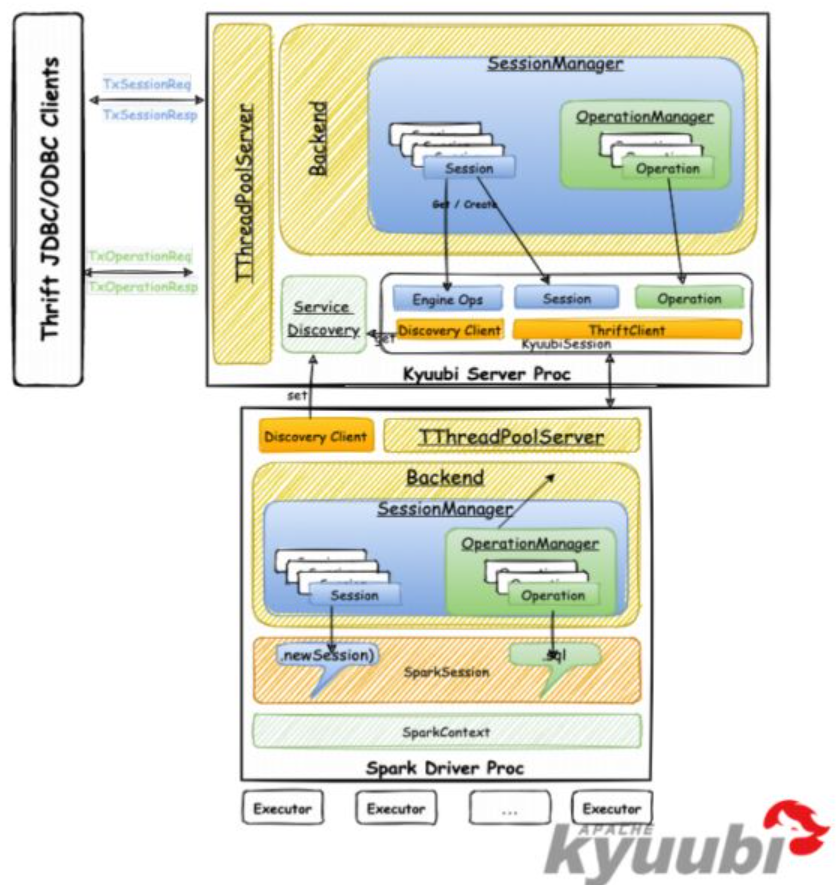 Thrift JDBC/ODBC Clients
TxSessionReq
TxSessionResp
TxOperationReq
TxOperationResp
TThreadPoolServer
Backend
SessionManager
Session
OperationManager
Operation
Get / Create
Service
Discovery
Engine Ops
Session
Operation
Discovery Client
ThriftClient
get
KyuubiSession
Kyuubi Server Proc
set
Discovery Client
TThreadPoolServer
Backend
SessionManager
OperationManager
Session
Operation
.newSession)
.sql
SparkSession
SparkContext
Spark Driver Proc
Executor
Executor
...
Executor
APACHE
kyuubi